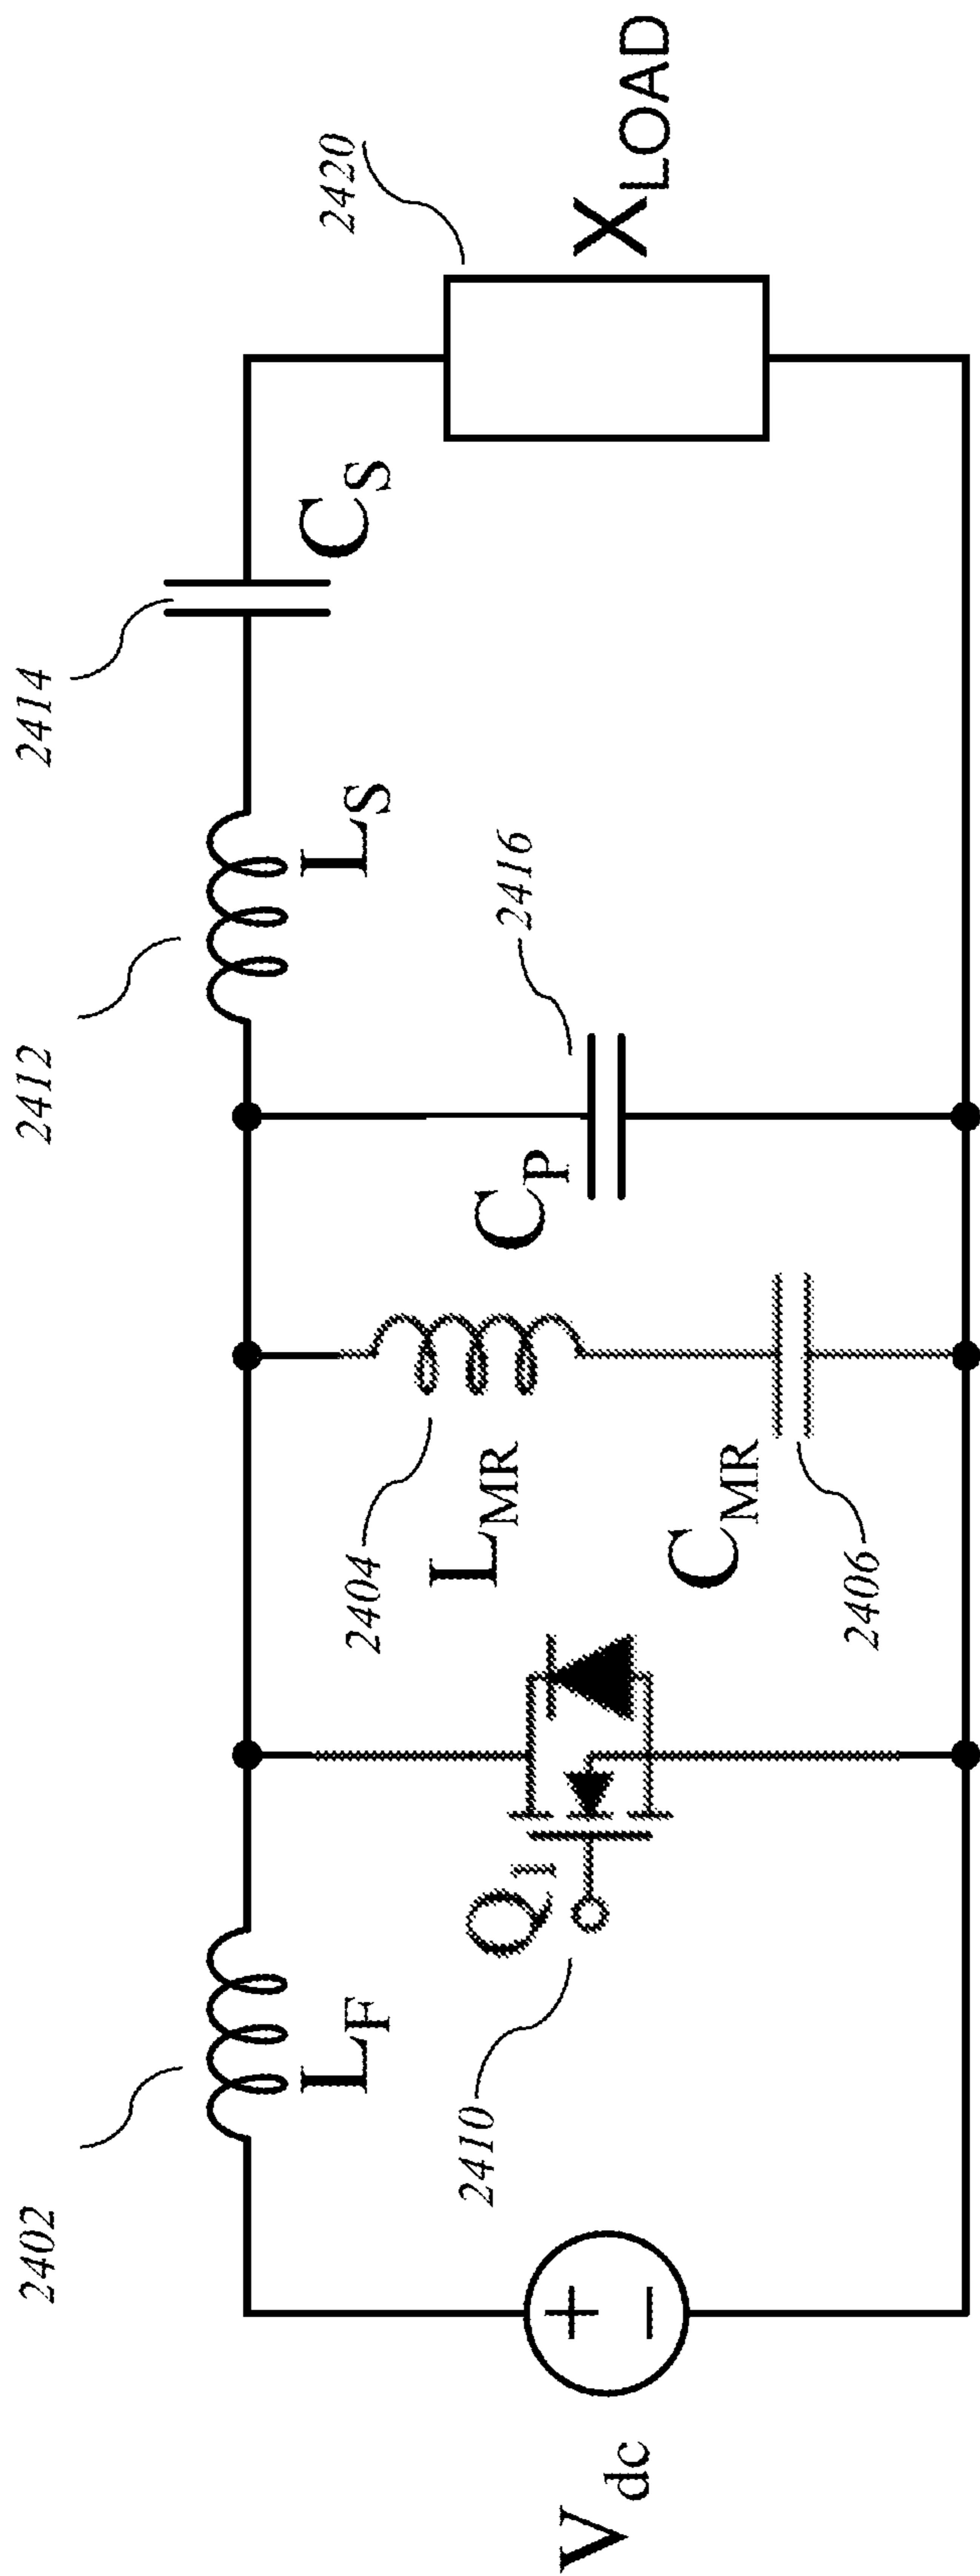 2402
2412
2414
L_F
L_S
C_S
2404
L_MR
2416
2420
2410
Q_1
C_P
X_LOAD
V_dc
C_MR
2406
+
−